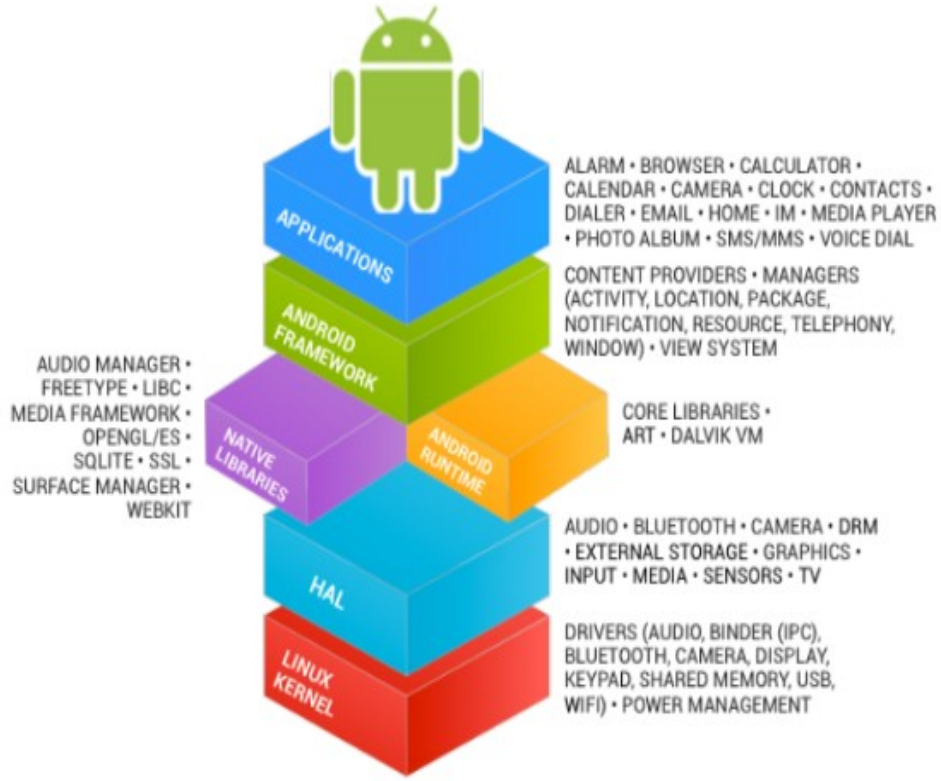 APPLICATIONS
ALARM • BROWSER • CALCULATOR •
CALENDAR • CAMERA • CLOCK • CONTACTS •
DIALER • EMAIL • HOME • IM • MEDIA PLAYER
• PHOTO ALBUM • SMS/MMS • VOICE DIAL
ANDROID
FRAMEWORK
CONTENT PROVIDERS • MANAGERS
(ACTIVITY, LOCATION, PACKAGE,
NOTIFICATION, RESOURCE, TELEPHONY,
WINDOW) • VIEW SYSTEM
AUDIO MANAGER •
FREETYPE • LIBC •
MEDIA FRAMEWORK •
OPENGL/ES •
SQLITE • SSL •
SURFACE MANAGER •
WEBKIT
NATIVE
LIBRARIES
ANDROID
RUNTIME
CORE LIBRARIES •
ART • DALVIK VM
HAL
AUDIO • BLUETOOTH • CAMERA • DRM
• EXTERNAL STORAGE • GRAPHICS •
INPUT • MEDIA • SENSORS • TV
LINUX
KERNEL
DRIVERS (AUDIO, BINDER (IPC),
BLUETOOTH, CAMERA, DISPLAY,
KEYPAD, SHARED MEMORY, USB,
WIFI) • POWER MANAGEMENT